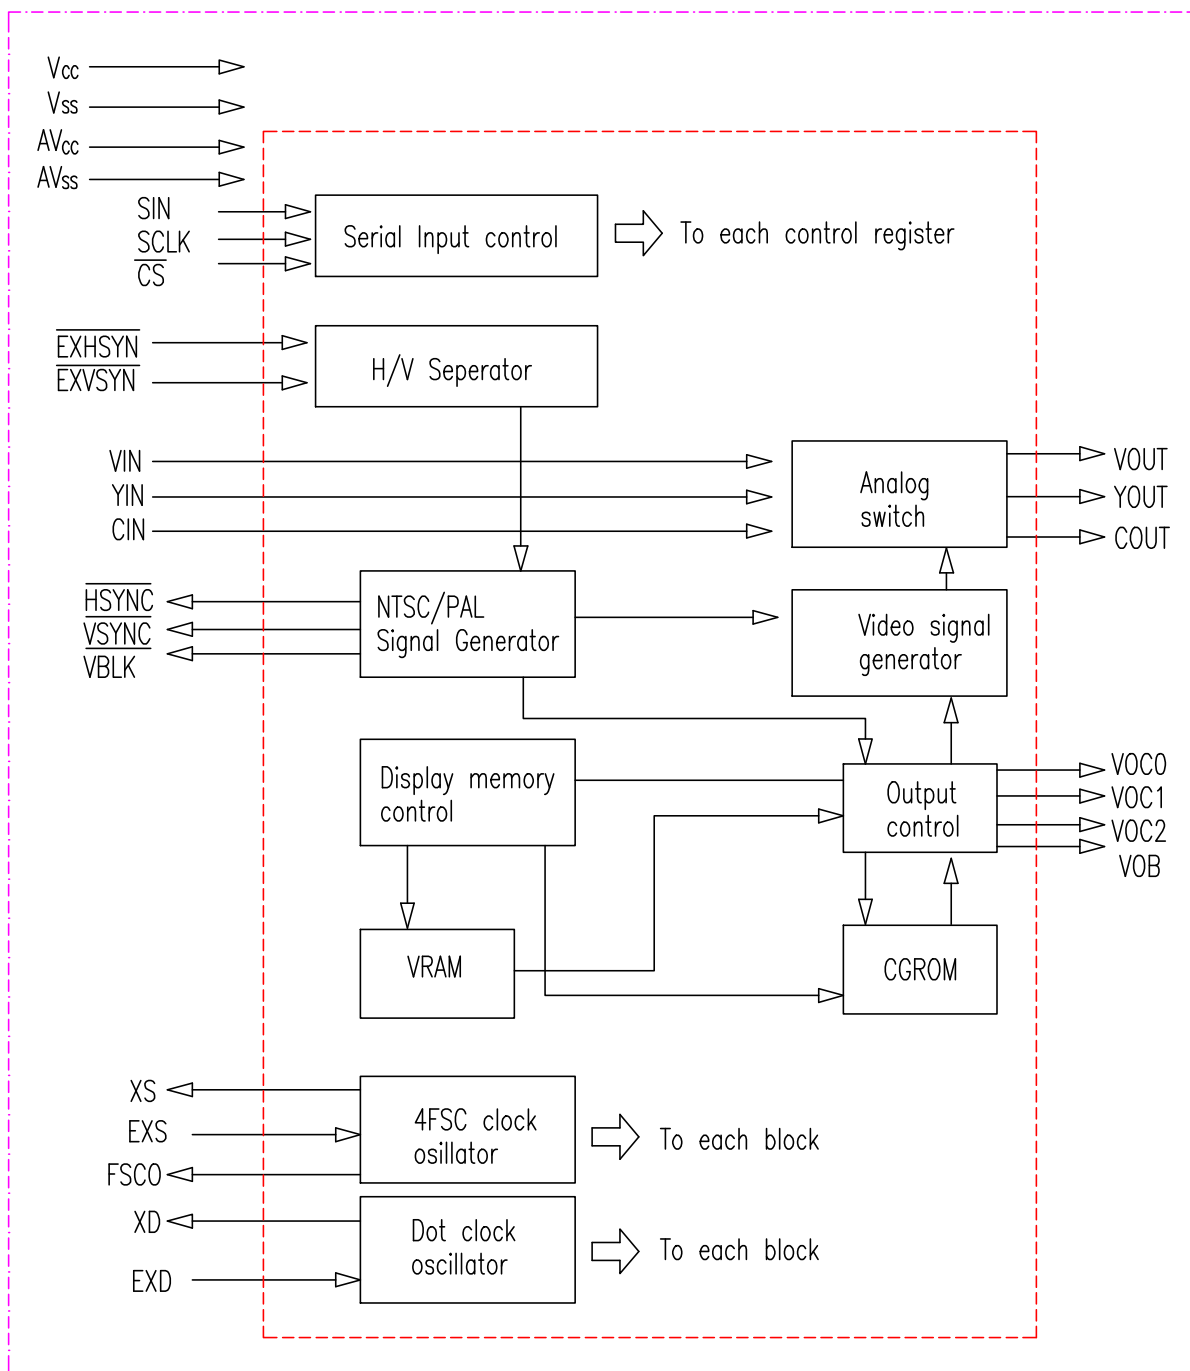 Vcc
Vss
AVcc
AVss
SIN
SCLK
CS
Serial Input control
To each control register
EXHSYN
EXVSYN
H/V Seperator
VIN
YIN
CIN
Analog
switch
VOUT
YOUT
COUT
HSYNC
VSYNC
VBLK
NTSC/PAL
Signal Generator
Video signal
generator
Display memory
control
Output
control
VOC0
VOC1
VOC2
VOB
VRAM
CGROM
XS
EXS
FSCO
4FSC clock
osillator
To each block
XD
EXD
Dot clock
oscillator
To each block